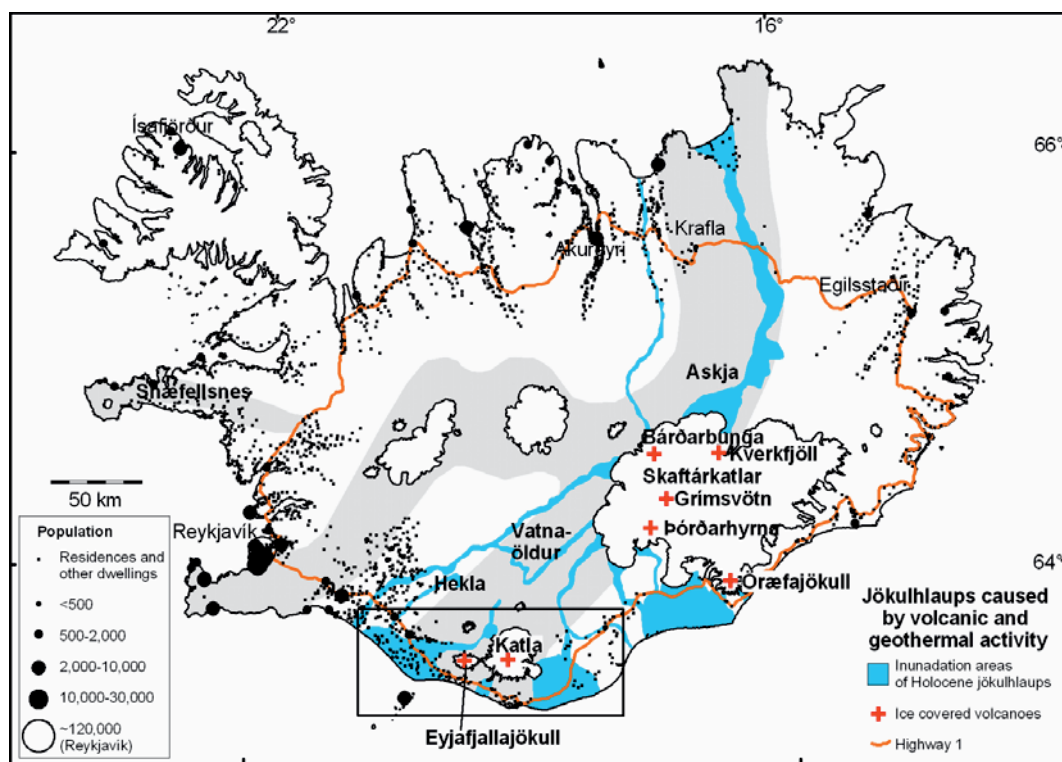 22°
16°
Ísafjörður
66°
Krafla
Akureyri
Egilsstaðir
Snæfellsnes
Askja
Bárðarbunga
Kverkfjöll
Skaftárkatlar
Grímsvötn
50 km
Þórðarhyrna
Reykjavík
Vatna-
öldur
Hekla
64°
Öræfajökull
Katla
Eyjafjallajökull
Population
Residences and
other dwellings
<500
500-2,000
2,000-10,000
10,000-30,000
~120,000
(Reykjavik)
Jökulhlaups caused
by volcanic and
geothermal activity
Inunadation areas
of Holocene jökulhlaups
Ice covered volcanoes
Highway 1